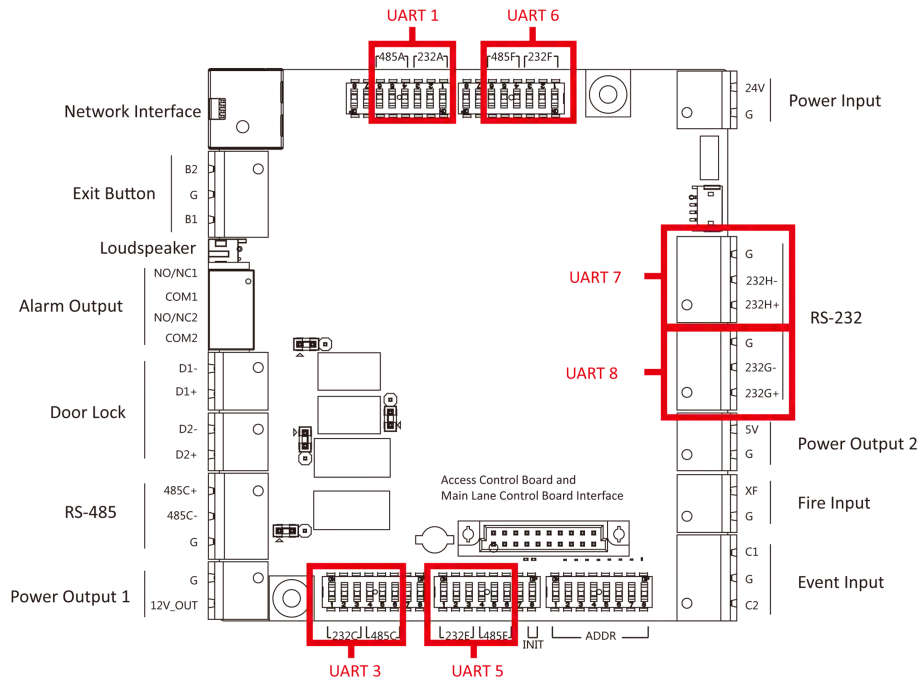 UART 1
UART 6
485A
232A
485F
232F
Network Interface
24V
G
Power Input
Exit Button
B2
G
B1
Loudspeaker
Alarm Output
NO/NC1
COM1
NO/NC2
COM2
UART 7
G
232H-
232H+
RS-232
UART 8
G
232G-
232G+
Door Lock
D1-
D1+
D2-
D2+
5V
G
Power Output 2
RS-485
485C+
485C-
G
Access Control Board and
Main Lane Control Board Interface
XF
G
Fire Input
Power Output 1
G
12V_OUT
C1
G
C2
Event Input
232C
485C
232E
485E
INIT
ADDR
UART 3
UART 5